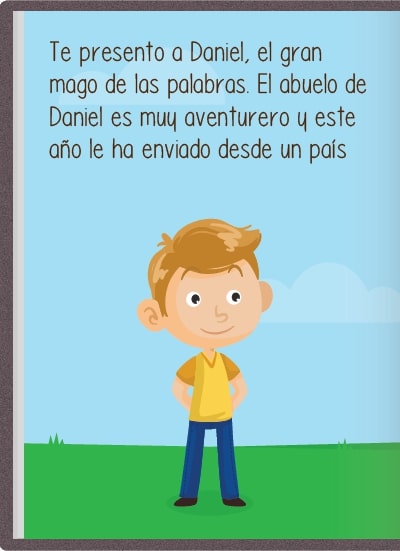 Te presento a Daniel, el gran
mago de las palabras. El abuelo de
Daniel es muy aventurero y este
año le ha enviado desde un país